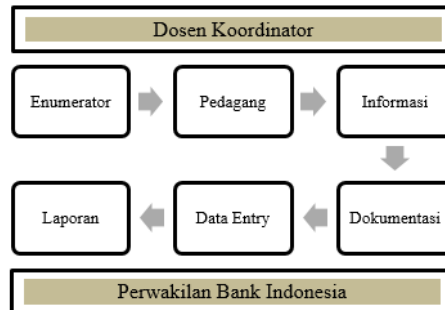 Dosen Koordinator
Enumerator
Pedagang
Informasi
Laporan
Data Entry
Dokumentasi
Perwakilan Bank Indonesia